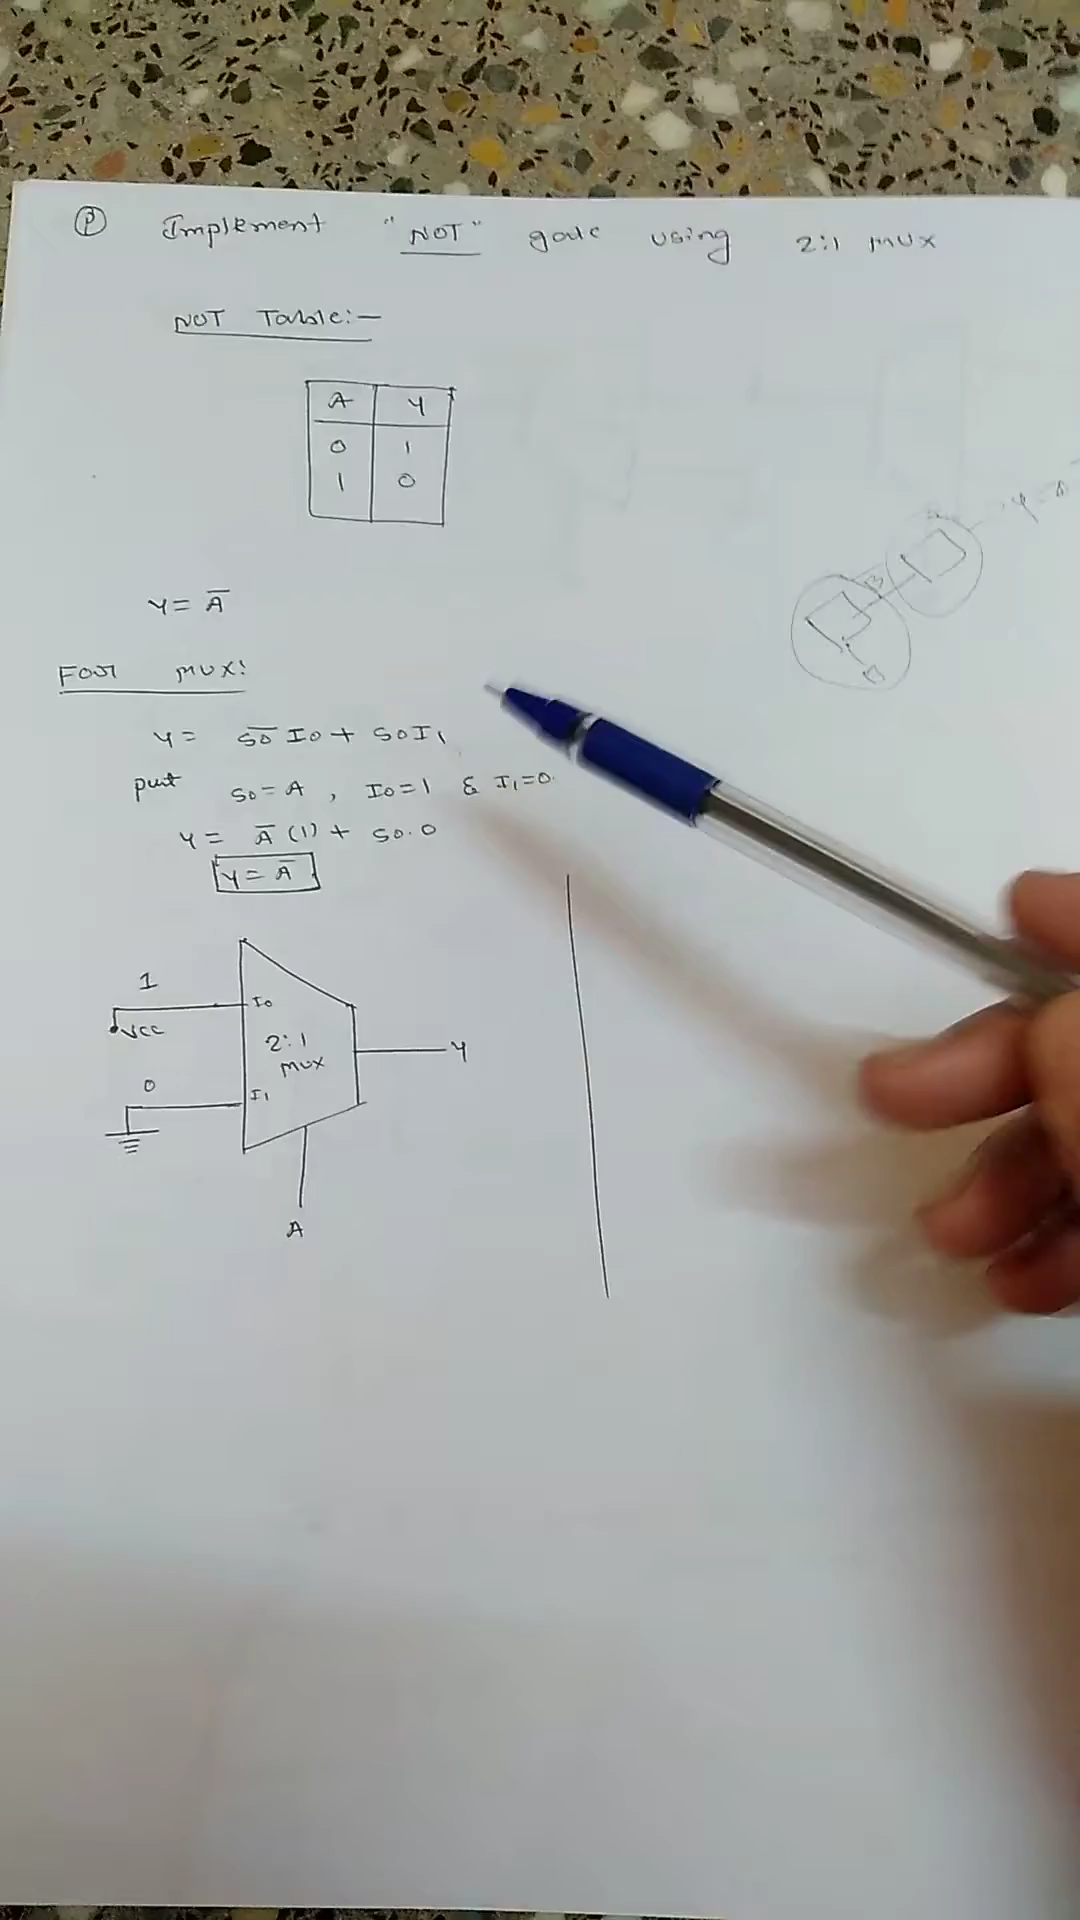 P Implement "NOT" gate using 2:1 MUX
NOT Table:-
A Y
0 1
1 0
Y = A̅
For MUX:
Y = S̅0̅ I0 + S0 I1
put S0 = A , I0 = 1 & I1 = 0.
Y = A̅ (1) + S0.0
Y = A̅
1
I0
VCC
2:1
MUX
Y
0
I1
A
B